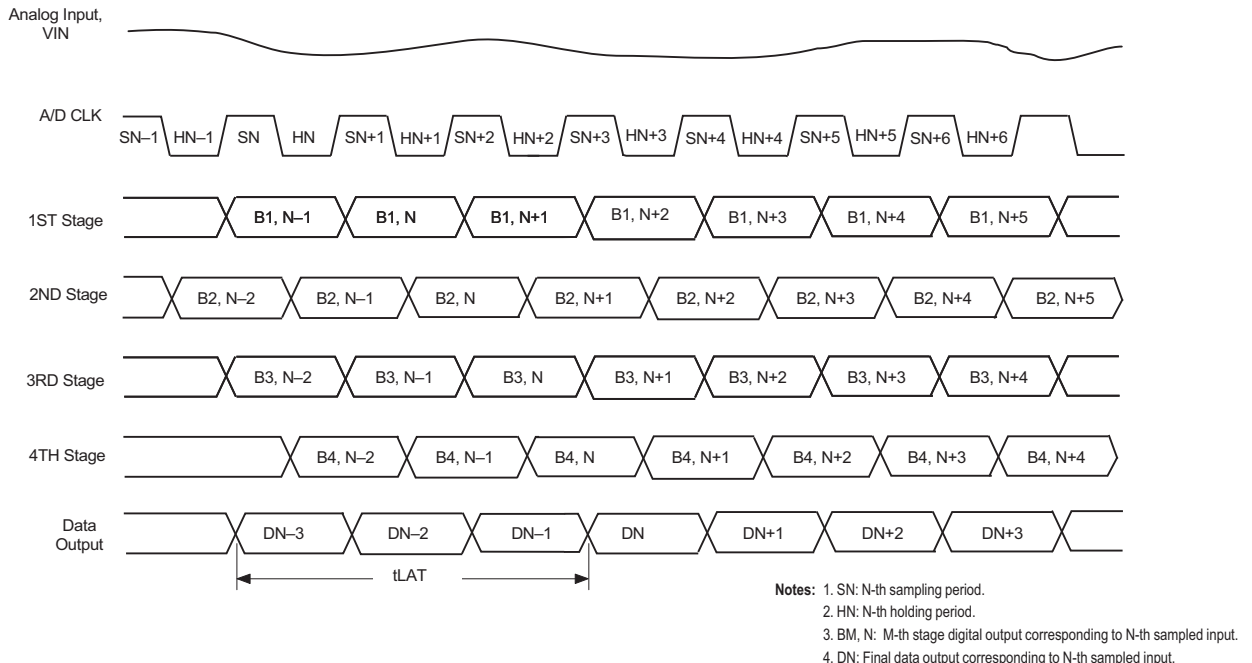 Analog Input,
VIN
A/D CLK
SN–1 HN–1 SN HN SN+1 HN+1 SN+2 HN+2 SN+3 HN+3 SN+4 HN+4 SN+5 HN+5 SN+6 HN+6
1ST Stage B1, N–1 B1, N B1, N+1 B1, N+2 B1, N+3 B1, N+4 B1, N+5
2ND Stage B2, N–2 B2, N–1 B2, N B2, N+1 B2, N+2 B2, N+3 B2, N+4 B2, N+5
3RD Stage B3, N–2 B3, N–1 B3, N B3, N+1 B3, N+2 B3, N+3 B3, N+4
4TH Stage B4, N–2 B4, N–1 B4, N B4, N+1 B4, N+2 B4, N+3 B4, N+4
Data
Output
DN–3 DN–2 DN–1 DN DN+1 DN+2 DN+3
tLAT
Notes: 1. SN: N-th sampling period.
2. HN: N-th holding period.
3. BM, N: M-th stage digital output corresponding to N-th sampled input.
4. DN: Final data output corresponding to N-th sampled input.